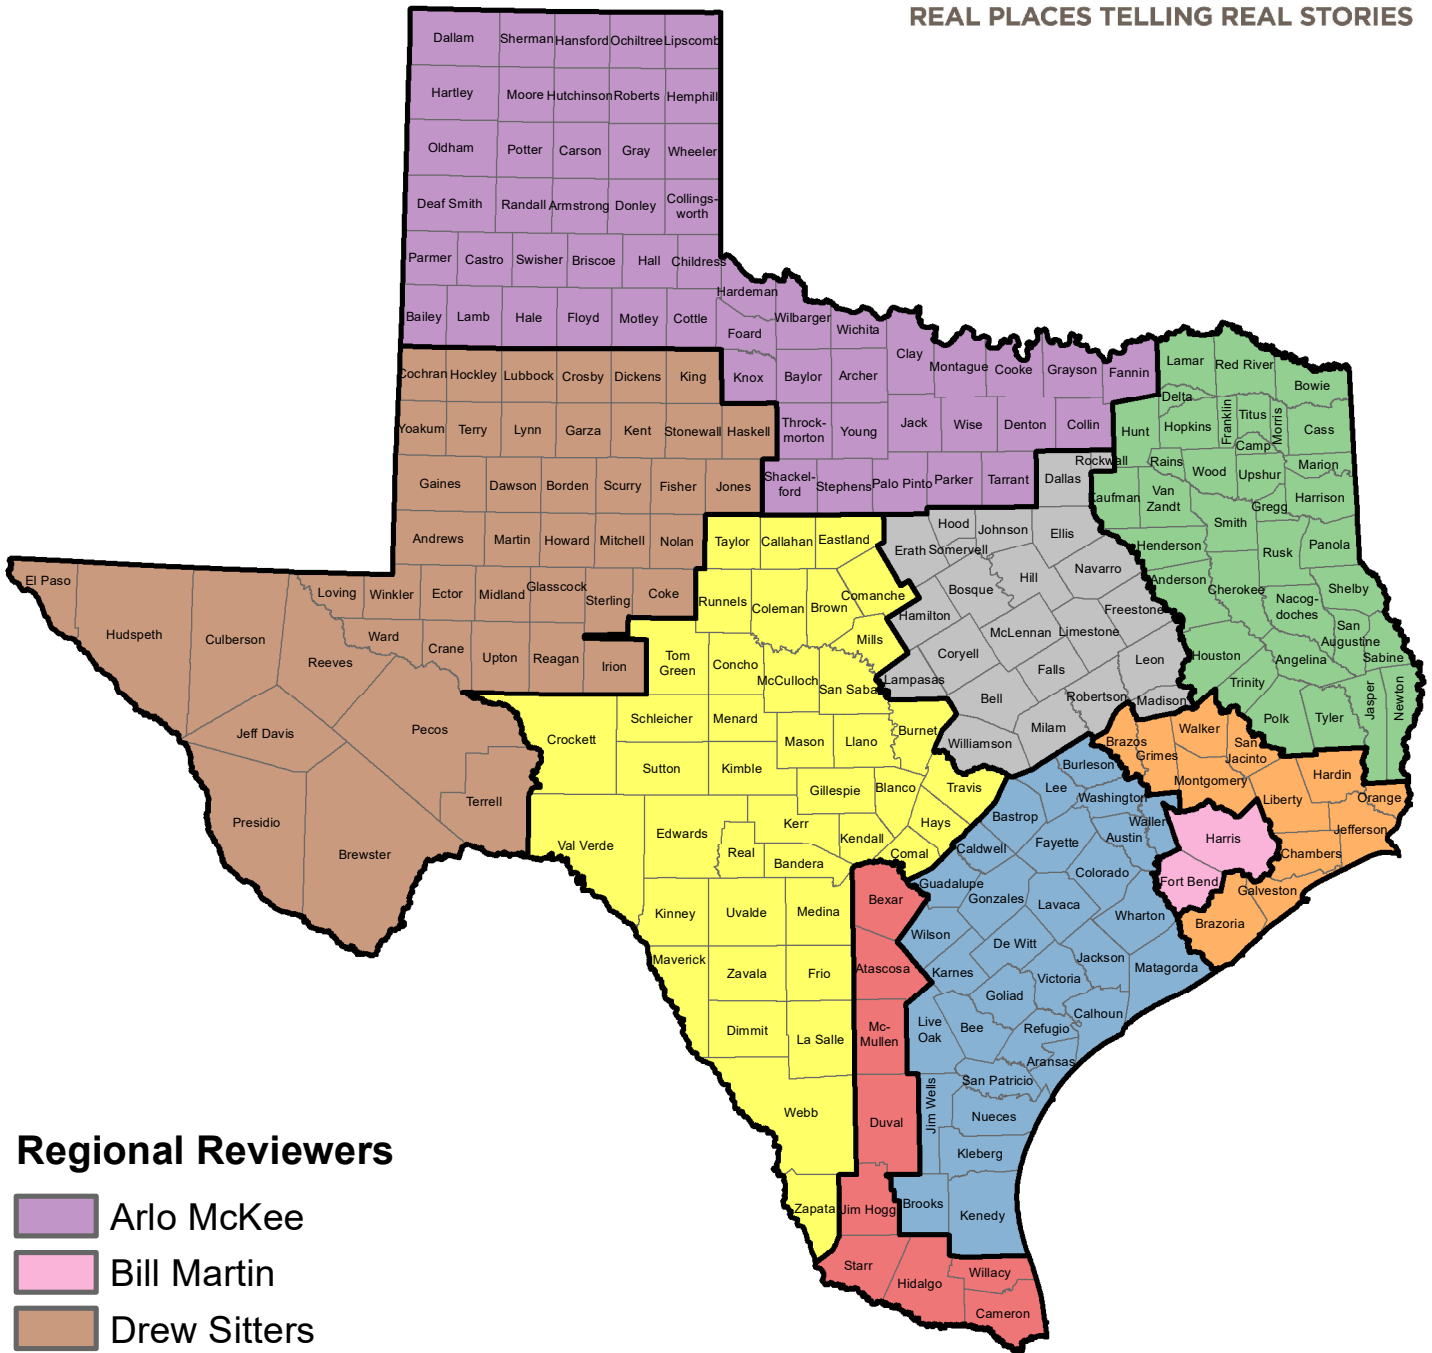 REAL PLACES TELLING REAL STORIES
Dallam Sherman Hansford Ochiltree Lipscomb
Hartley Moore Hutchinson Roberts Hemphill
Oldham Potter Carson Gray Wheeler
Deaf Smith Randall Armstrong Donley Collings-
worth
Parmer Castro Swisher Briscoe Hall Childress
Hardeman
Bailey Lamb Hale Floyd Motley Cottle Foard Wilbarger Wichita
Clay Montague Cooke Grayson Fannin Lamar Red River Bowie
Cochran Hockley Lubbock Crosby Dickens King Knox Baylor Archer
Delta Franklin Titus Morris Cass
Yoakum Terry Lynn Garza Kent Stonewall Haskell Throck-
morton Young Jack Wise Denton Collin Hunt Hopkins Camp
Rockwall Rains Wood Upshur Marion
Gaines Dawson Borden Scurry Fisher Jones Shackel-
ford Stephens Palo Pinto Parker Tarrant Dallas Kaufman Van
Zandt Gregg Harrison
Smith
Andrews Martin Howard Mitchell Nolan Taylor Callahan Eastland Hood Johnson Ellis
Erath Somervell Henderson Rusk Panola
El Paso Loving Winkler Ector Midland Glasscock Sterling Coke Runnels Coleman Brown Comanche Bosque Hill Navarro Anderson Cherokee Nacog-
doches Shelby
Hamilton Freestone
Hudspeth Culberson Reeves Ward Crane Upton Reagan Irion Tom
Green Concho Mills McLennan Limestone San
Augustine
Coryell Falls Leon Houston Angelina Sabine
McCulloch San Saba Lampasas Bell Robertson Madison Trinity
Jasper Newton
Jeff Davis Pecos Crockett Schleicher Menard Mason Llano Burnet Williamson Milam Polk Tyler
Brazos Grimes Walker San
Jacinto
Sutton Kimble Burleson Montgomery Hardin
Terrell Gillespie Blanco Travis Lee Washington Liberty Orange
Presidio Brewster Val Verde Edwards Kerr Kendall Hays Bastrop Waller Harris Jefferson
Real Bandera Comal Caldwell Fayette Austin Chambers
Kinney Uvalde Medina Bexar Guadalupe Gonzales Lavaca Colorado Fort Bend Galveston
Wharton Brazoria
Wilson De Witt
Maverick Zavala Frio Atascosa Karnes Victoria Jackson Matagorda
Goliad
Dimmit La Salle Mc-
Mullen Live
Oak Bee Refugio Calhoun
Aransas
San Patricio
Webb Duval Jim Wells Nueces
Kleberg
Zapata Jim Hogg Brooks Kenedy
Starr Hidalgo Willacy
Cameron
Regional Reviewers
Arlo McKee
Bill Martin
Drew Sitters